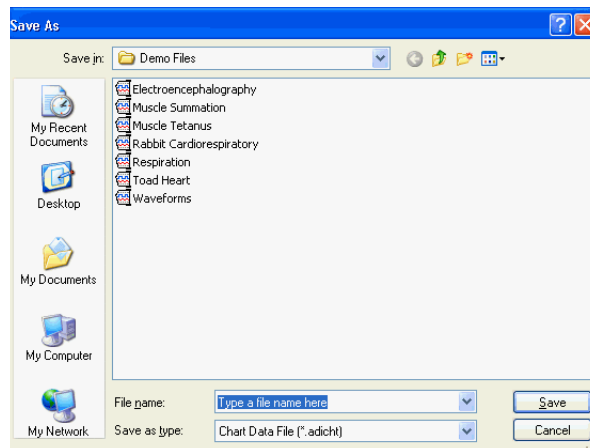 Save As
Save in:
Demo Files
My Recent
Documents
Desktop
My Documents
My Computer
My Network
Electroencephalography
Muscle Summation
Muscle Tetanus
Rabbit Cardiorespiratory
Respiration
Toad Heart
Waveforms
File name:
Type a file name here
Save
Save as type:
Chart Data File (*.adicht)
Cancel